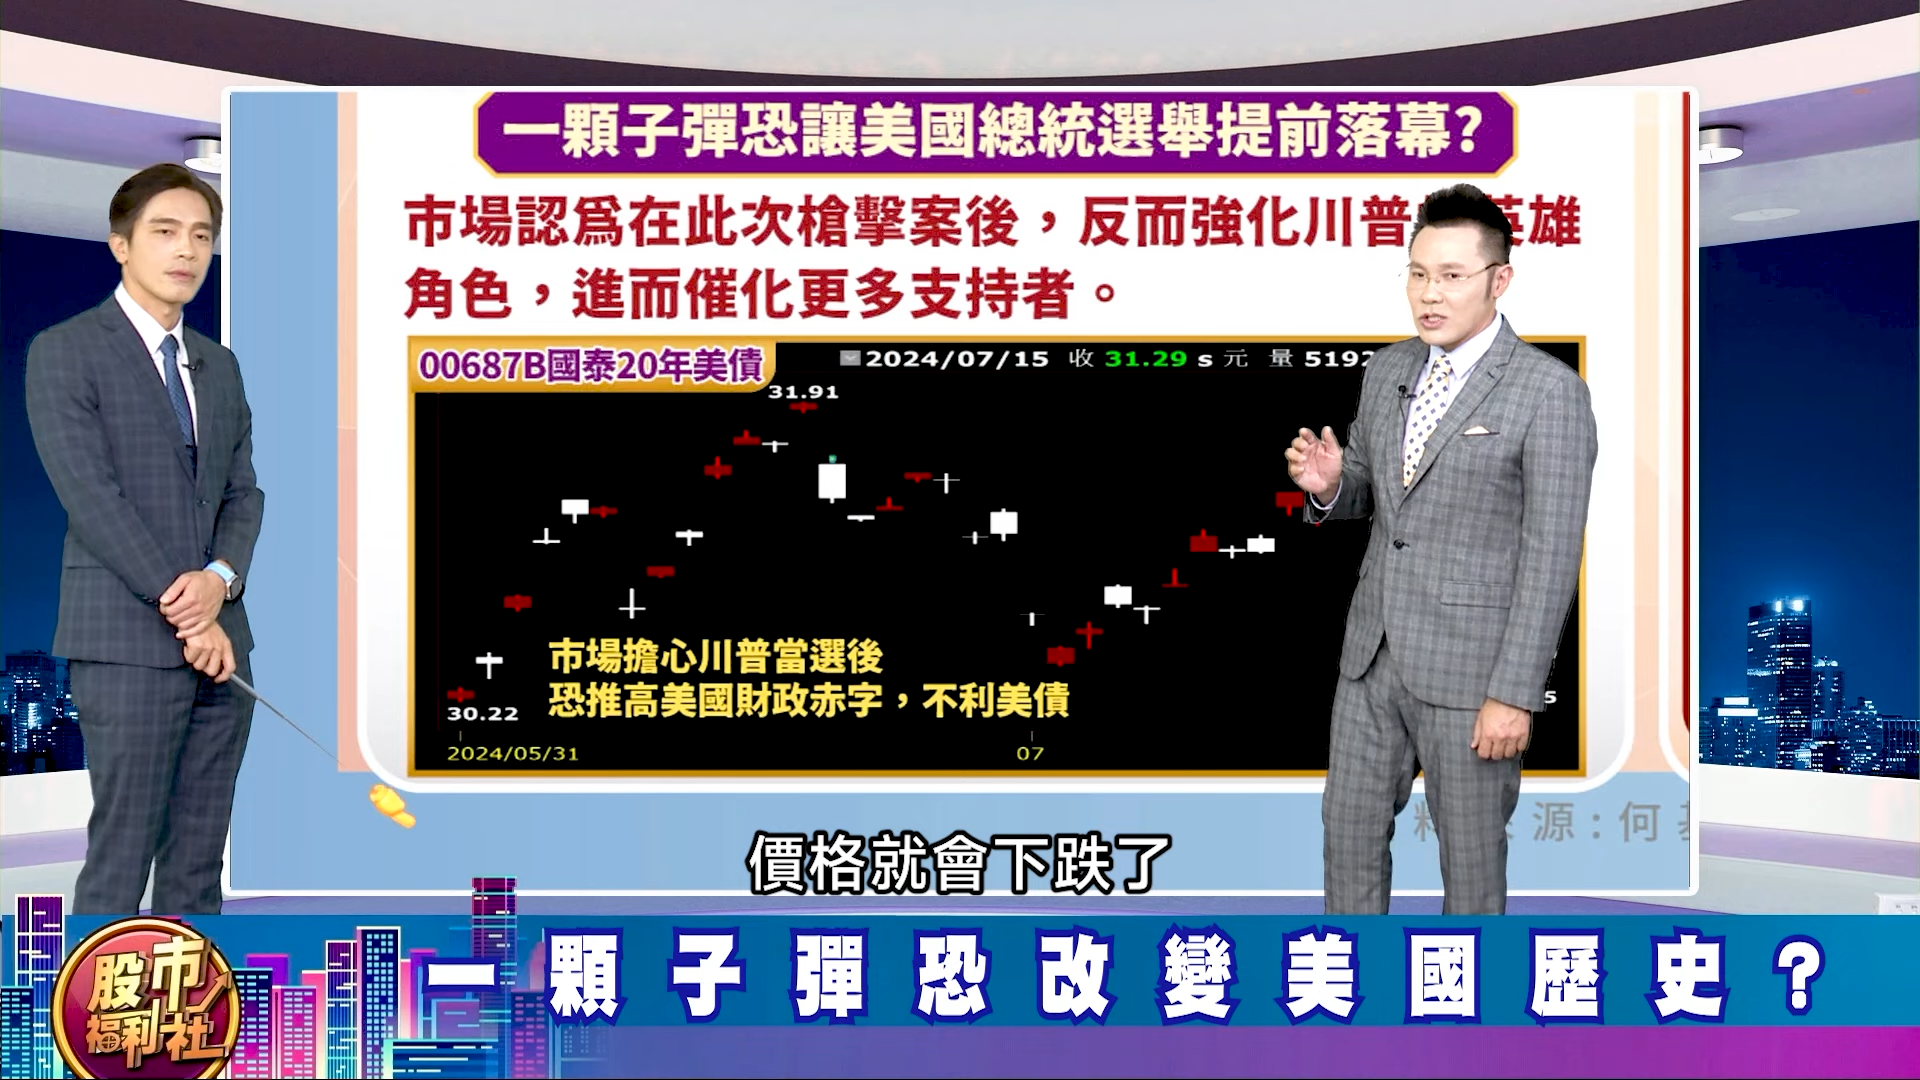 一顆子彈恐讓美國總統選舉提前落幕?
市場認爲在此次槍擊案後，反而強化川普 英雄
角色，進而催化更多支持者。
00687B國泰20年美債
2024/07/15 收 31.29 s 元 量 5192
31.91
市場擔心川普當選後
恐推高美國財政赤字，不利美債
30.22
5
2024/05/31
07
源:何
價格就會下跌了
一顆子彈恐改變美國歷史?
股市
福利社